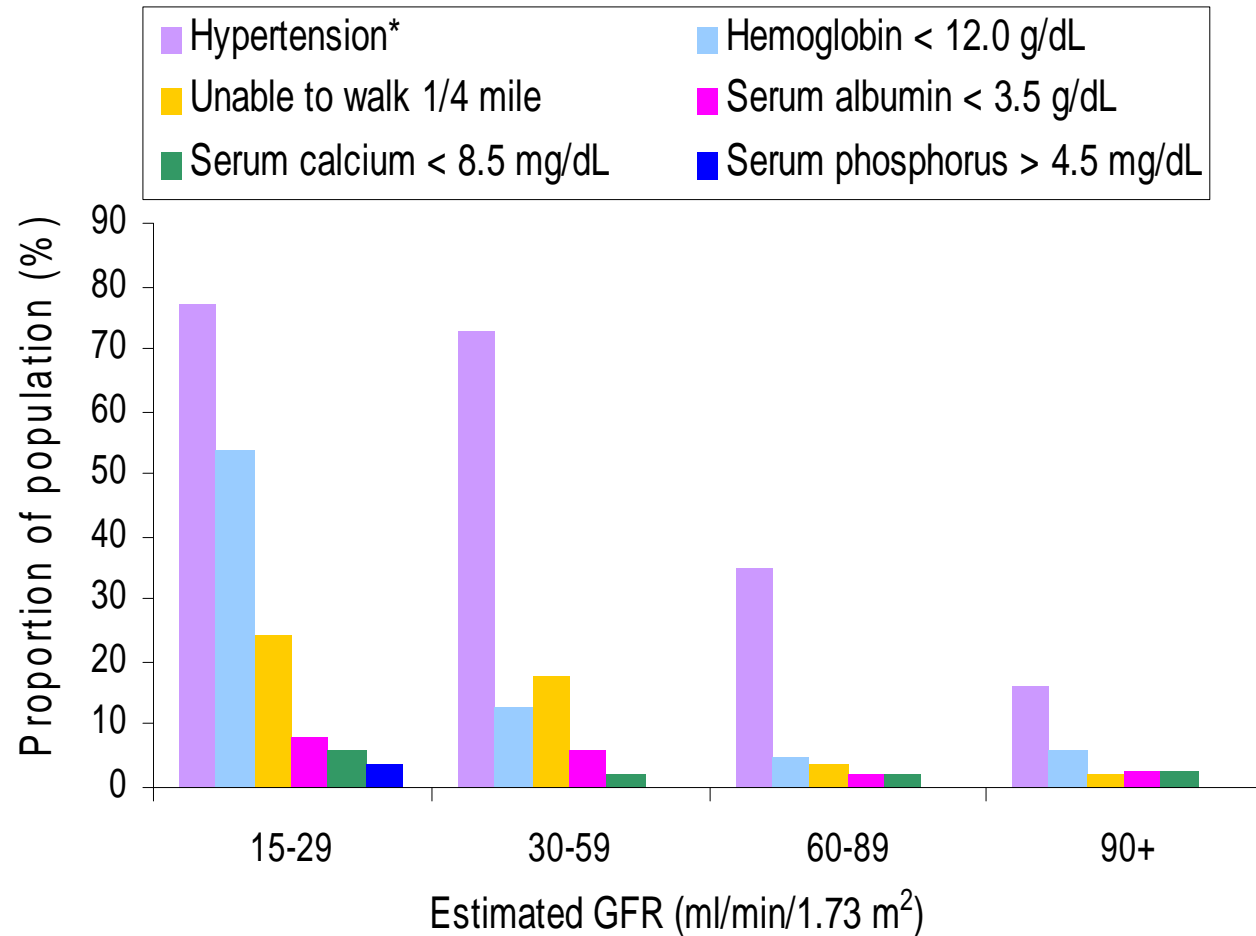 Hypertension* Hemoglobin < 12.0 g/dL
Unable to walk 1/4 mile Serum albumin < 3.5 g/dL
Serum calcium < 8.5 mg/dL Serum phosphorus > 4.5 mg/dL
Proportion of population (%)
90
80
70
60
50
40
30
20
10
0
15-29 30-59 60-89 90+
Estimated GFR (ml/min/1.73 m²)